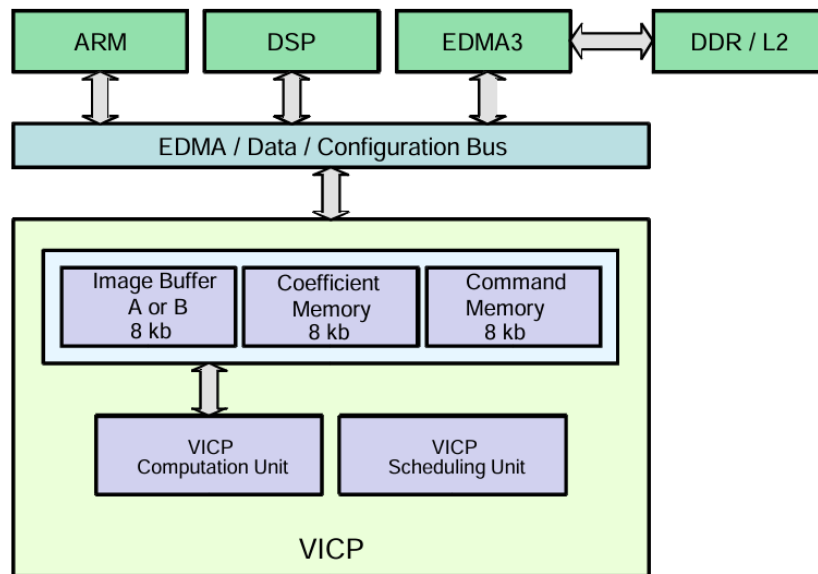 ARM
DSP
EDMA3
DDR / L2
EDMA / Data / Configuration Bus
Image Buffer
A or B
8 kb
Coefficient
Memory
8 kb
Command
Memory
8 kb
VICP
Computation Unit
VICP
Scheduling Unit
VICP